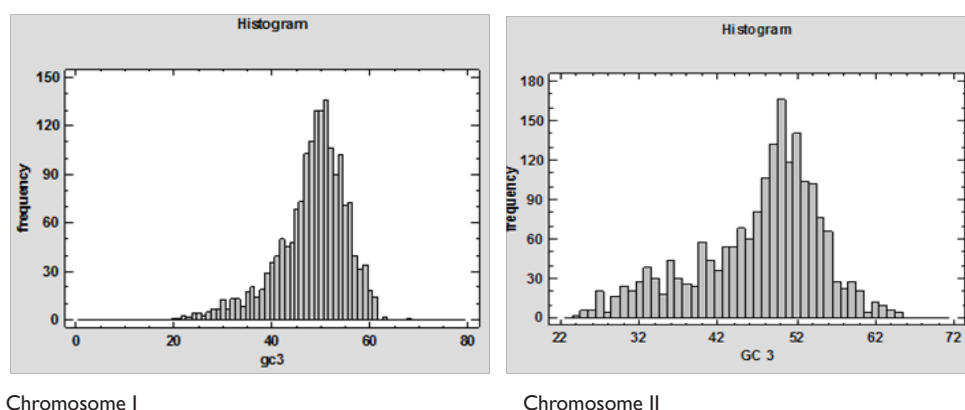 Histogram
150
120
90
60
30
0
frequency
0 20 40 60 80
gc3
Chromosome I
Histogram
180
150
120
90
60
30
0
frequency
22 32 42 52 62 72
GC 3
Chromosome II